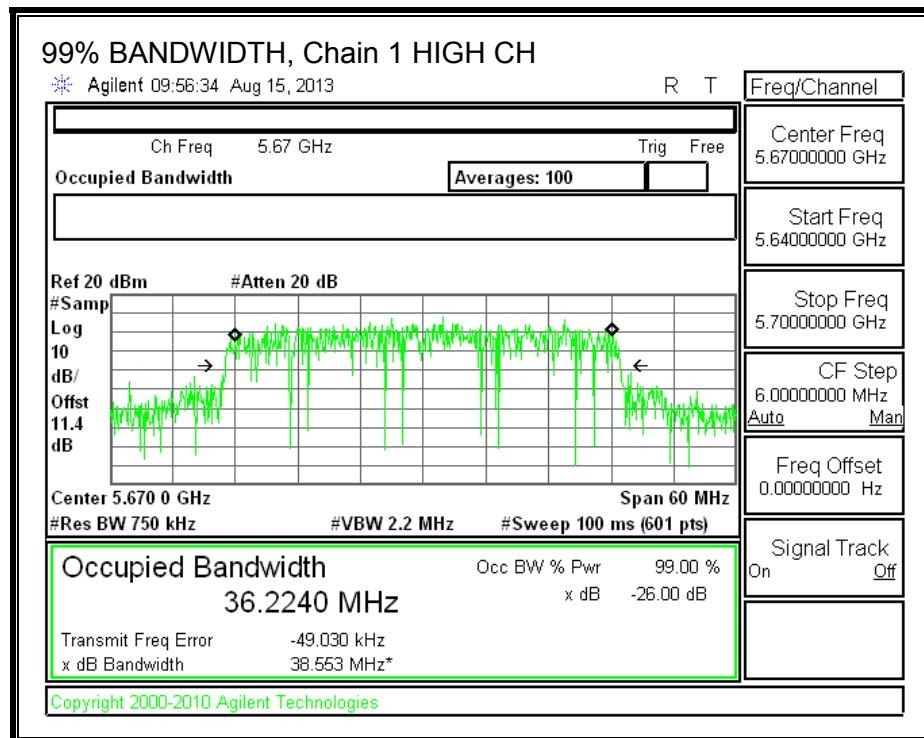 99% BANDWIDTH, Chain 1 HIGH CH
Agilent 09:56:34 Aug 15, 2013 R T
Freq/Channel
Ch Freq 5.67 GHz Trig Free
Occupied Bandwidth Averages: 100
Center Freq
5.67000000 GHz
Start Freq
5.64000000 GHz
Stop Freq
5.70000000 GHz
CF Step
6.00000000 MHz
Auto Man
Freq Offset
0.00000000 Hz
Signal Track
On Off
Ref 20 dBm #Atten 20 dB
#Samp
Log
10
dB/
Offst
11.4
dB
Center 5.670 0 GHz Span 60 MHz
#Res BW 750 kHz #VBW 2.2 MHz #Sweep 100 ms (601 pts)
Occupied Bandwidth Occ BW % Pwr 99.00 %
36.2240 MHz x dB -26.00 dB
Transmit Freq Error -49.030 kHz
x dB Bandwidth 38.553 MHz*
Copyright 2000-2010 Agilent Technologies